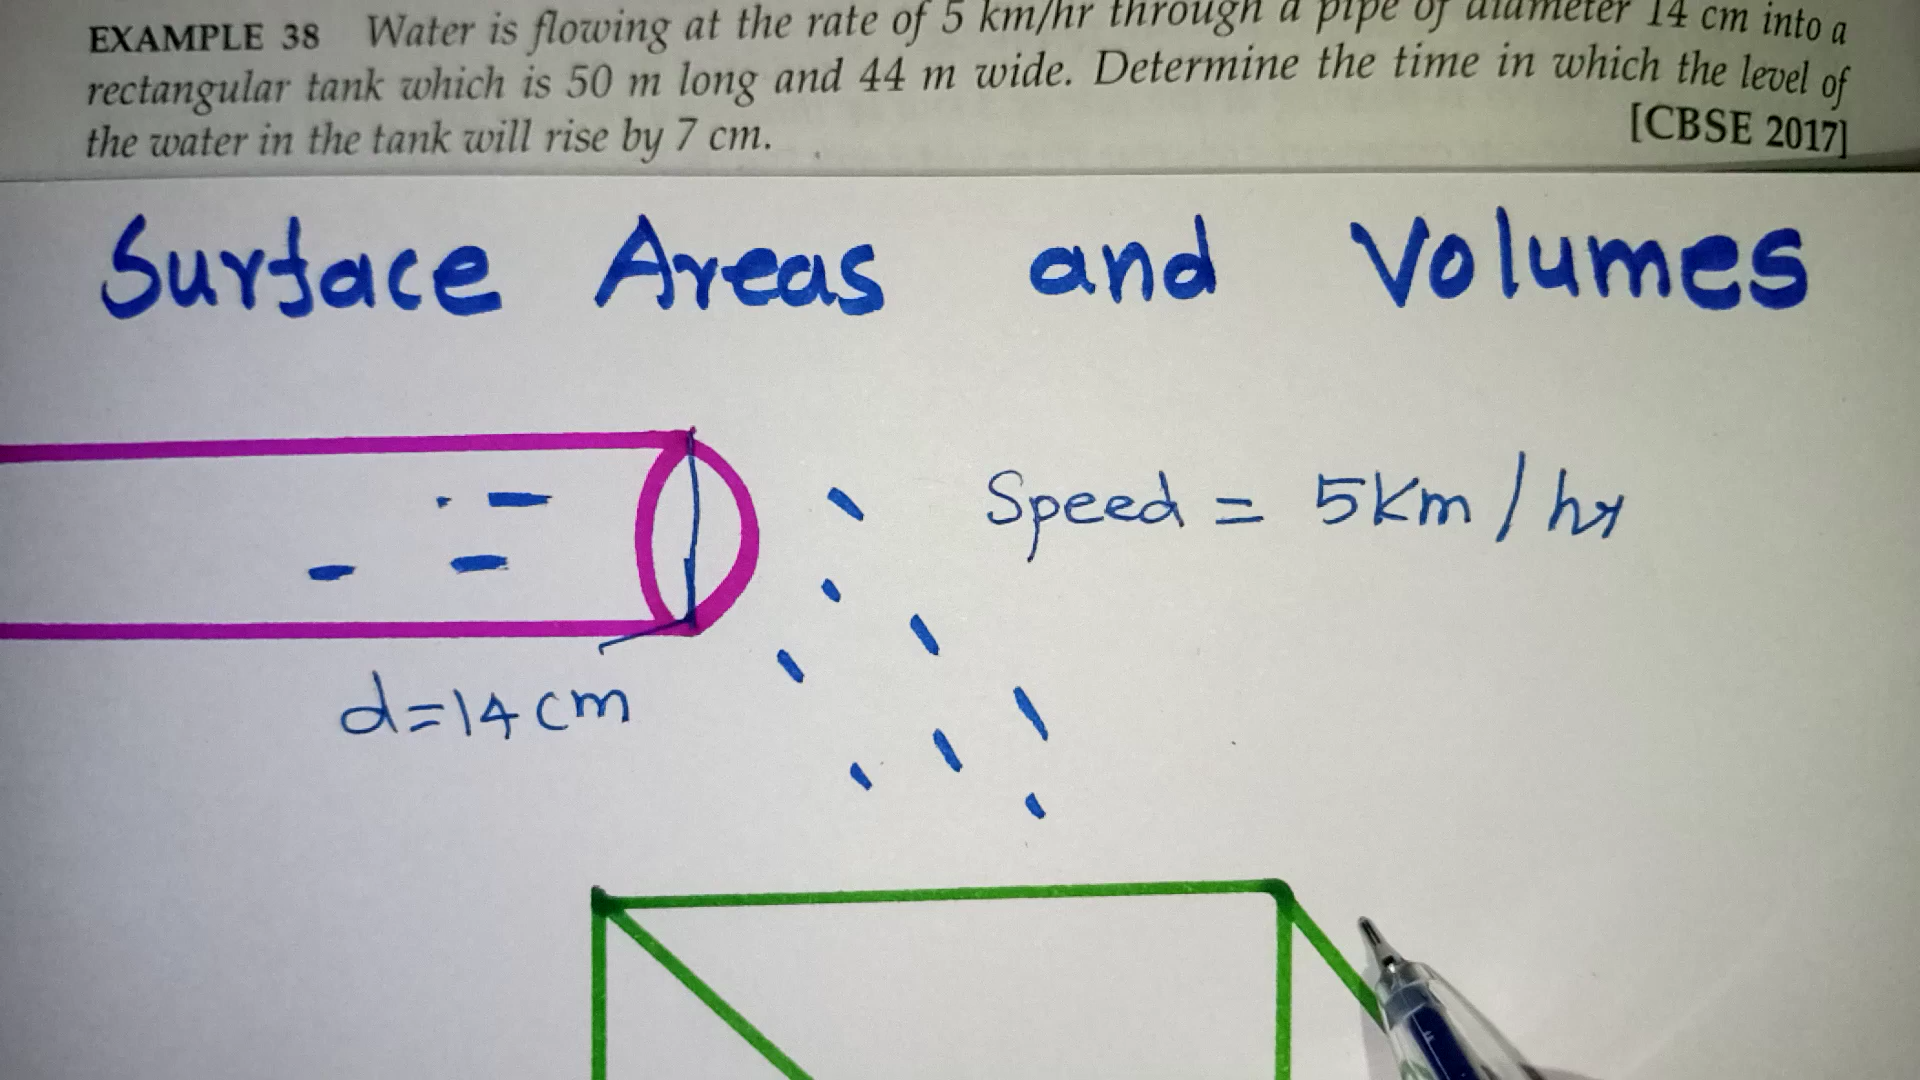 EXAMPLE 38 Water is flowing at the rate of 5 km/hr through a pipe of diameter 14 cm into a
rectangular tank which is 50 m long and 44 m wide. Determine the time in which the level of
the water in the tank will rise by 7 cm.
[CBSE 2017]
Surface Areas and Volumes
Speed = 5km/hr
d=14cm